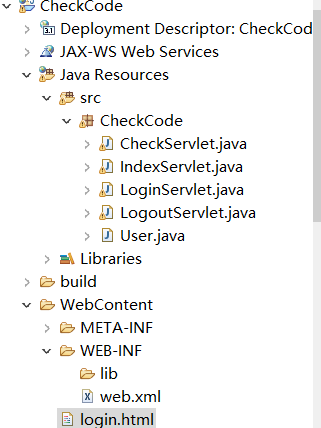 CheckCode
Deployment Descriptor: CheckCod
JAX-WS Web Services
Java Resources
src
CheckCode
CheckServlet.java
IndexServlet.java
LoginServlet.java
LogoutServlet.java
User.java
Libraries
build
WebContent
META-INF
WEB-INF
lib
web.xml
login.html